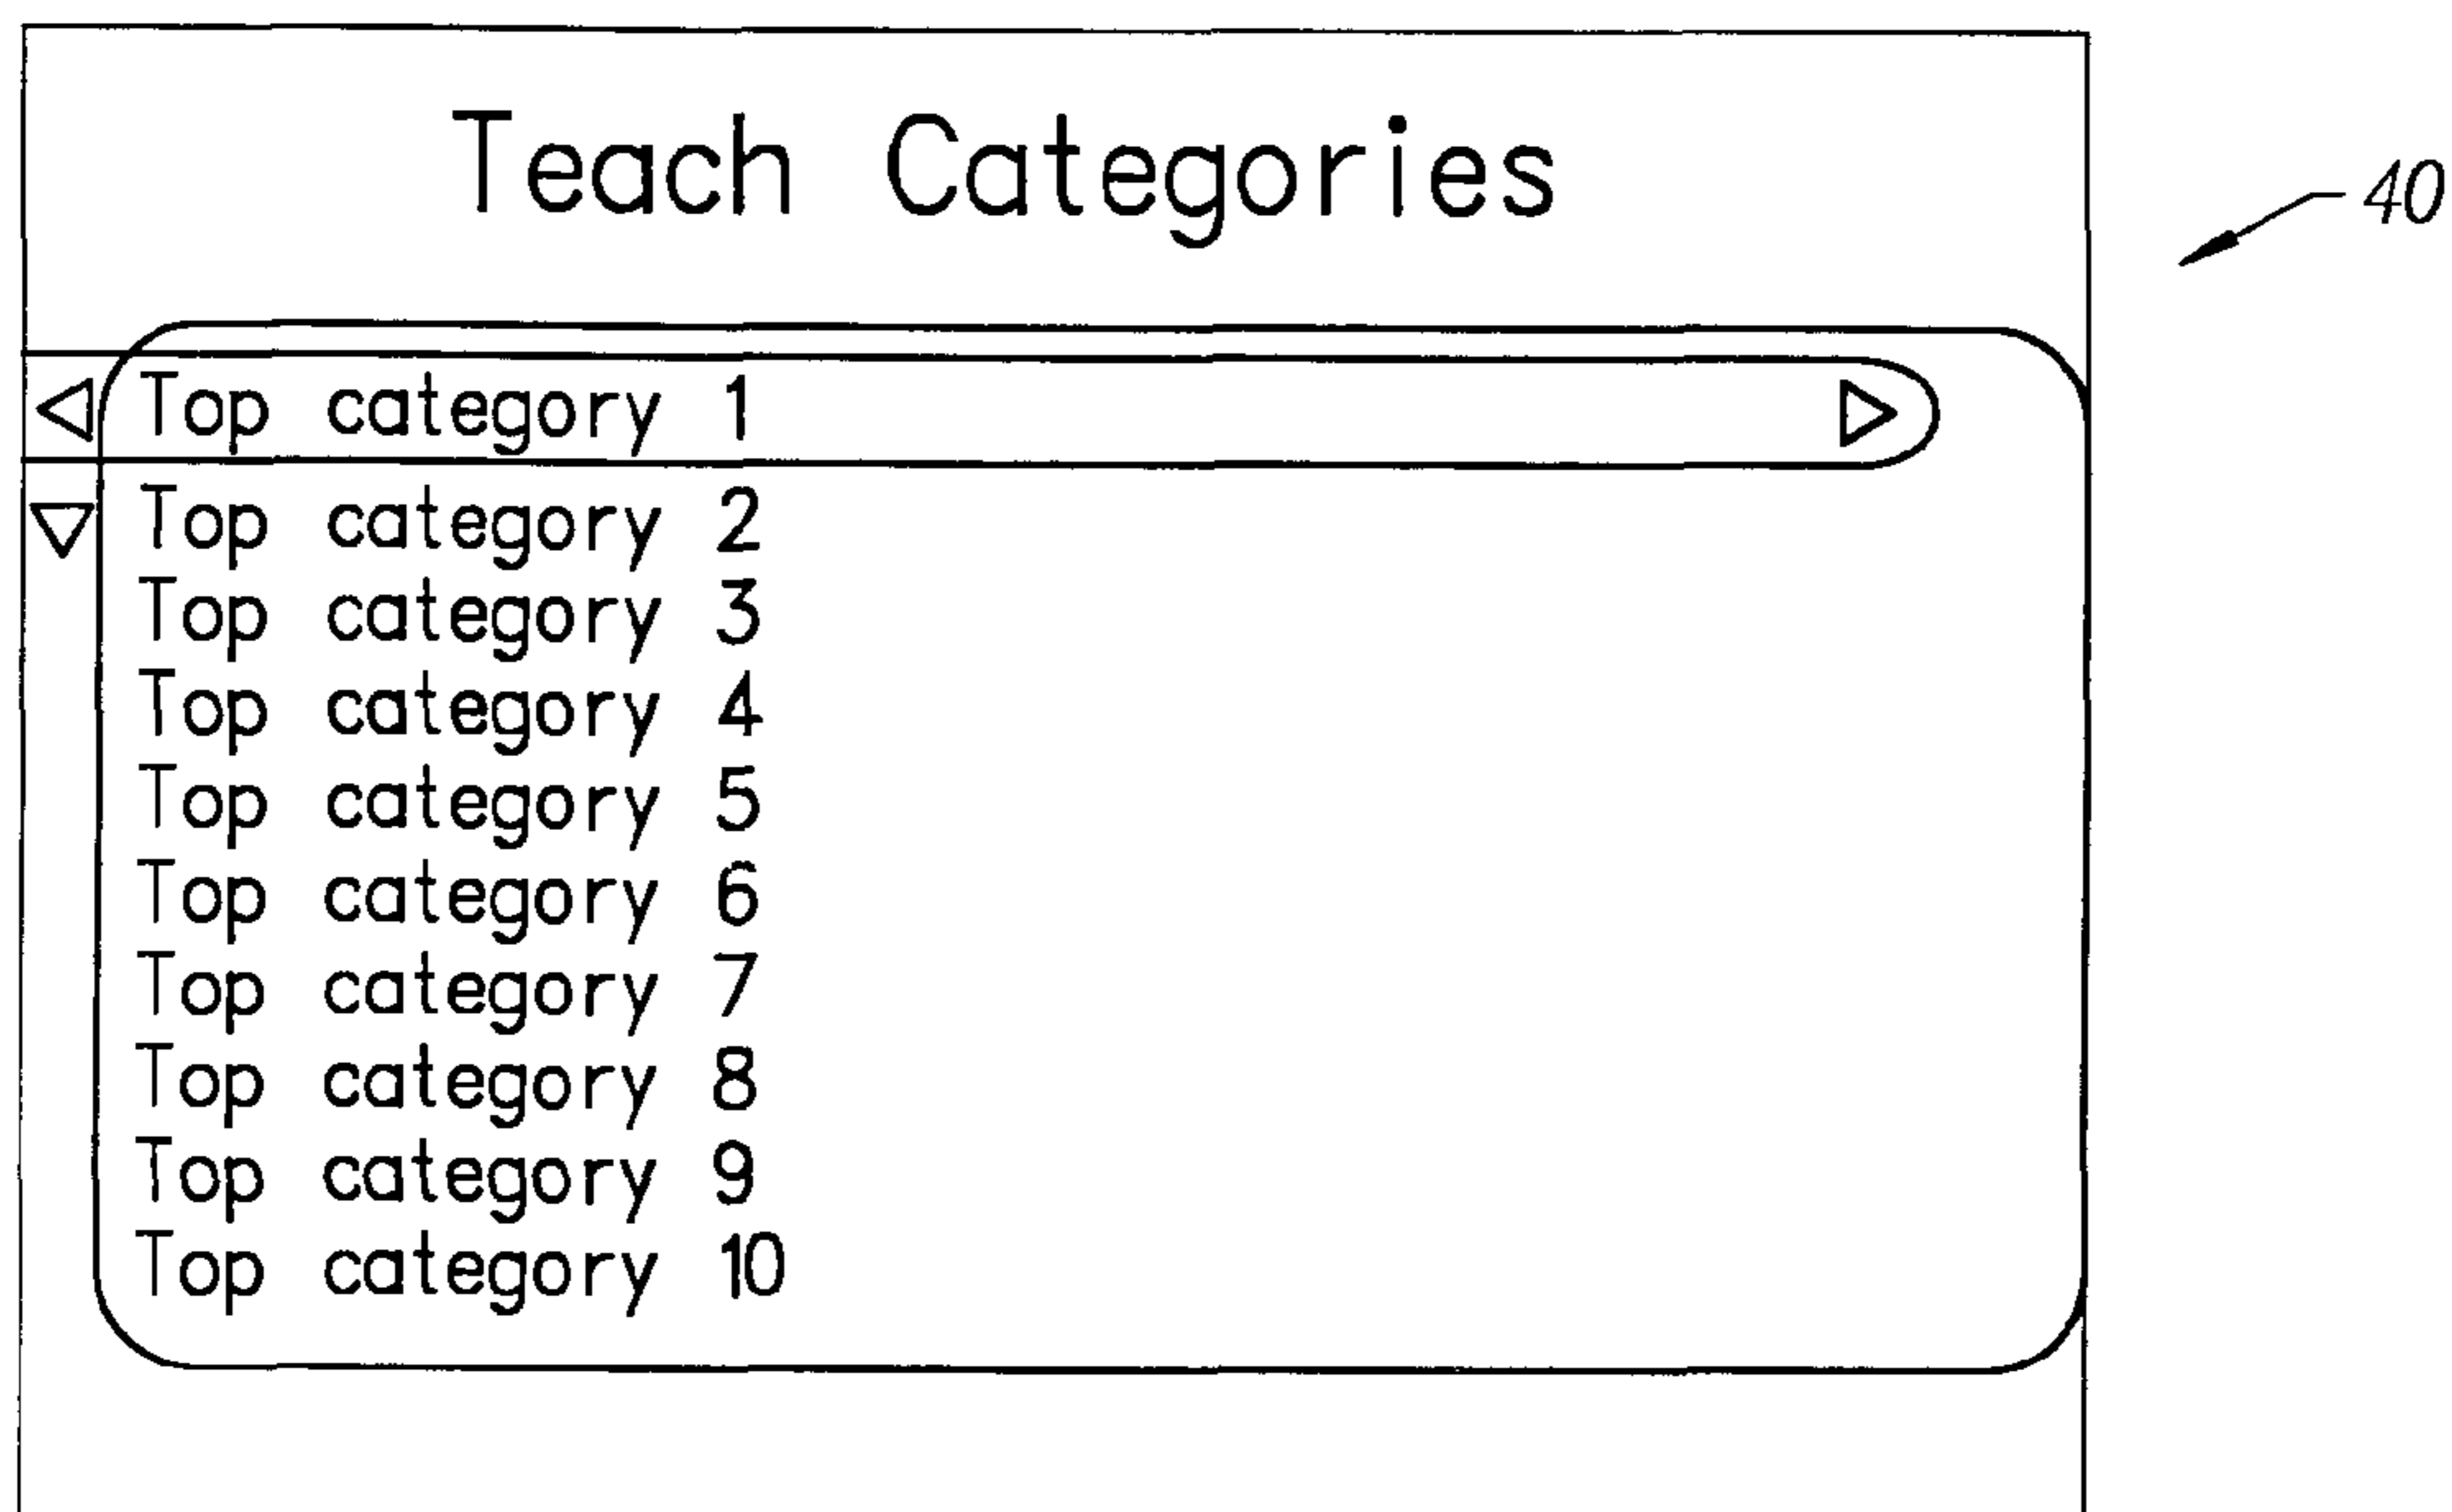 Teach Categories
40
Top category 1
Top category 2
Top category 3
Top category 4
Top category 5
Top category 6
Top category 7
Top category 8
Top category 9
Top category 10